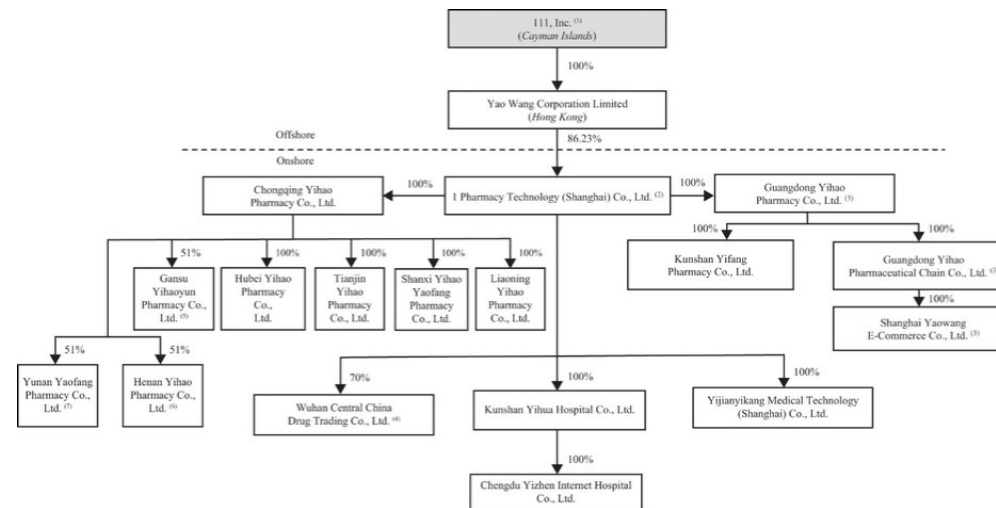 111, Inc. (1)
(Cayman Islands)
100%
Yao Wang Corporation Limited
(Hong Kong)
Offshore
86.23%
Onshore
Chongqing Yihao
Pharmacy Co., Ltd.
100%
1 Pharmacy Technology (Shanghai) Co., Ltd. (2)
100%
Guangdong Yihao
Pharmacy Co., Ltd. (3)
100%
100%
Kunshan Yifang
Pharmacy Co., Ltd.
Guangdong Yihao
Pharmaceutical Chain Co., Ltd. (3
100%
Shanghai Yaowang
E-Commerce Co., Ltd. (3)
51%
100%
100%
100%
100%
Gansu
Yihaoyun
Pharmacy Co.,
Ltd. (5)
Hubei Yihao
Pharmacy
Co.,
Ltd.
Tianjin
Yihao
Pharmacy
Co., Ltd.
Shanxi Yihao
Yaofang
Pharmacy
Co., Ltd.
Liaoning
Yihao
Pharmacy
Co., Ltd.
51%
51%
Yunan Yaofang
Pharmacy Co.,
Ltd. (7)
Henan Yihao
Pharmacy Co.,
Ltd. (6)
70%
100%
100%
Wuhan Central China
Drug Trading Co., Ltd. (4)
Kunshan Yihua Hospital Co., Ltd.
Yijianyikang Medical Technology
(Shanghai) Co., Ltd.
100%
Chengdu Yizhen Internet Hospital
Co., Ltd.